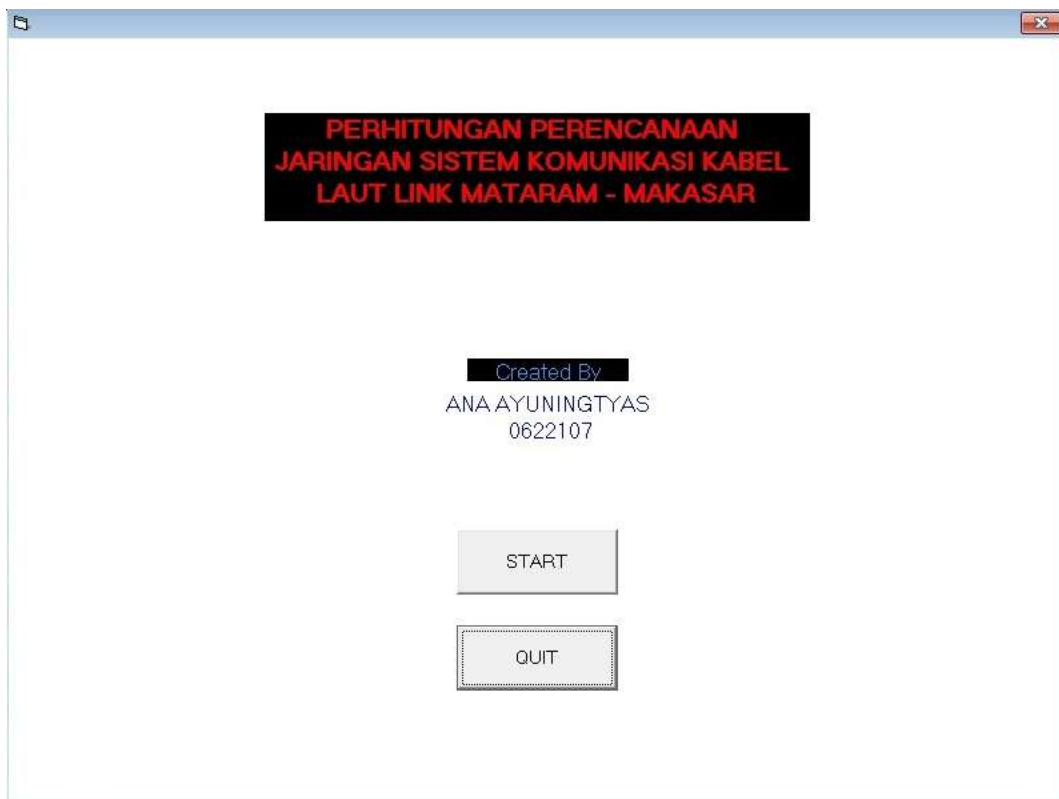 PERHITUNGAN PERENCANAAN
JARINGAN SISTEM KOMUNIKASI KABEL
LAUT LINK MATARAM - MAKASAR
Created By
ANA AYUNINGTYAS
0622107
START
QUIT